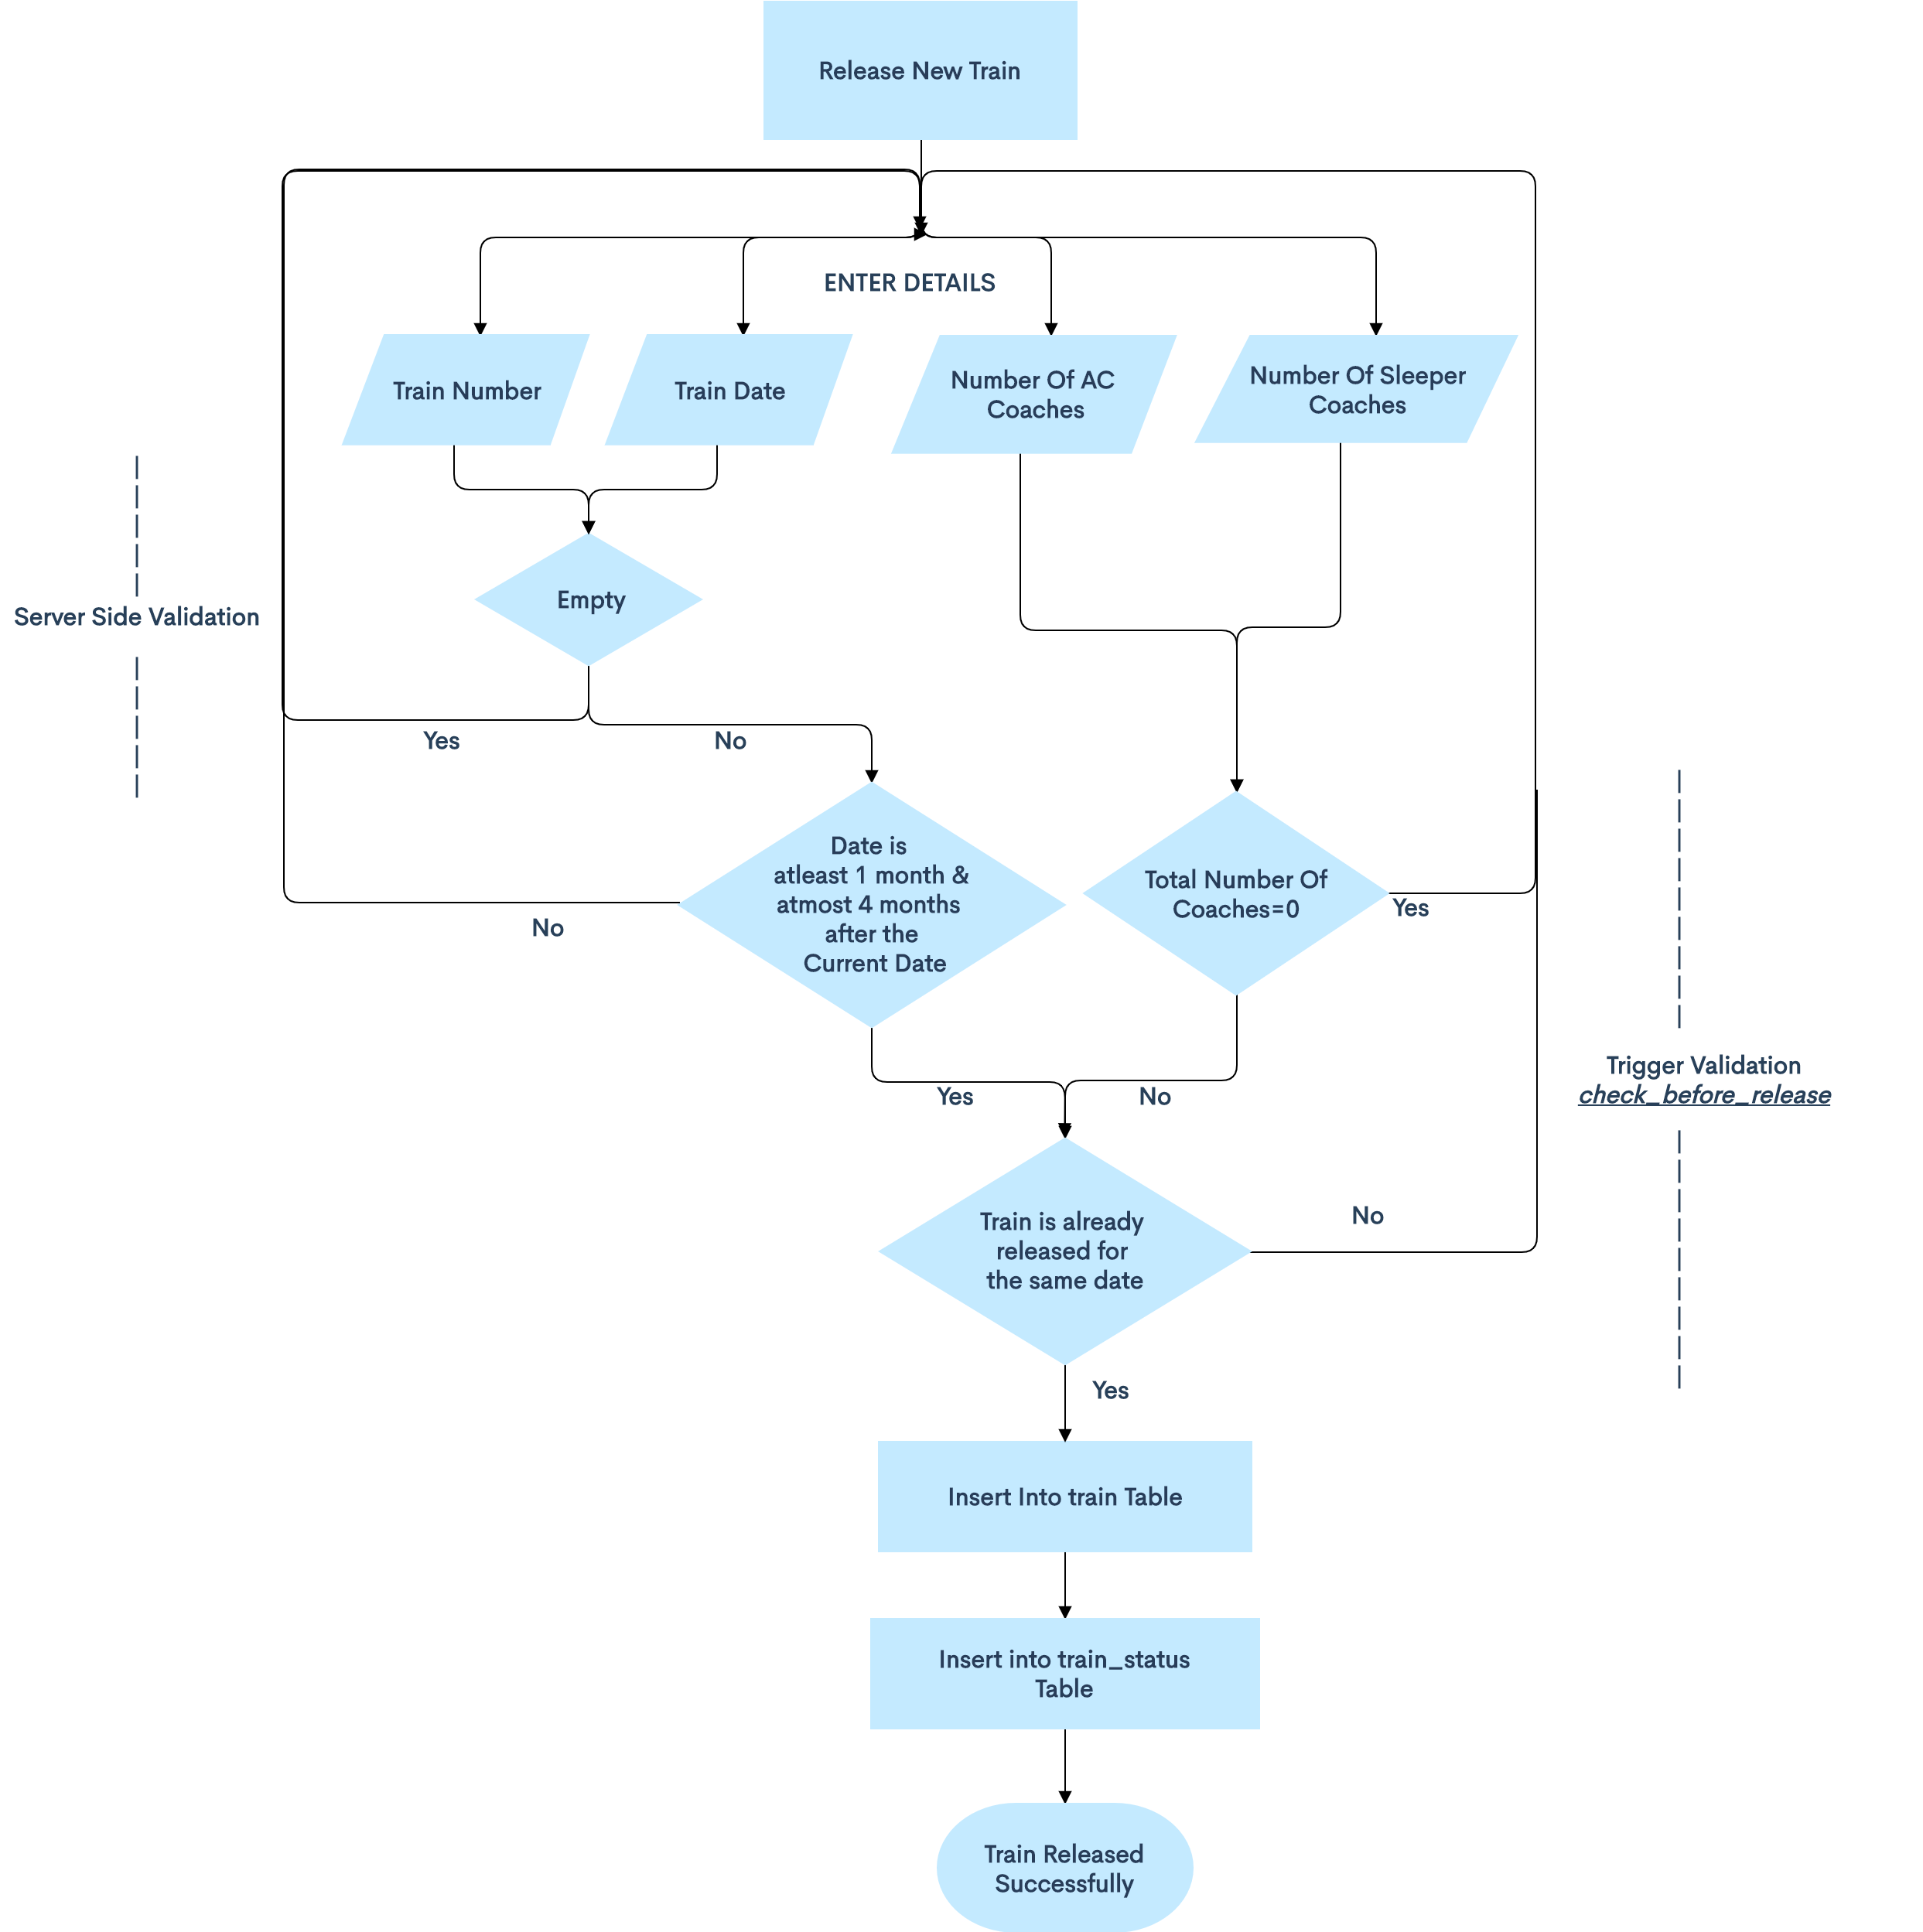 Release New Train
ENTER DETAILS
Train Number
Train Date
Number Of AC
Coaches
Number Of Sleeper
Coaches
Empty
Server Side Validation
Yes
No
Date is
atleast 1 month &
atmost 4 months
after the
Current Date
Total Number Of
Coaches=0
Yes
No
Trigger Validation
check_before_release
Yes
No
Train is already
released for
the same date
No
Yes
Insert Into train Table
Insert into train_status
Table
Train Released
Successfully